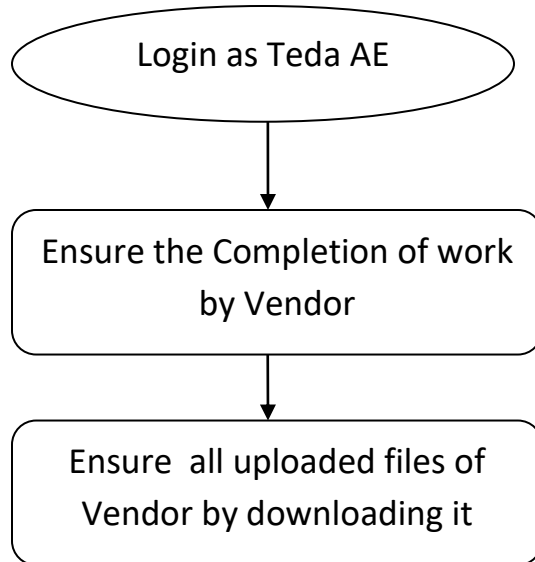 Login as Teda AE
Ensure the Completion of work
by Vendor
Ensure all uploaded files of
Vendor by downloading it